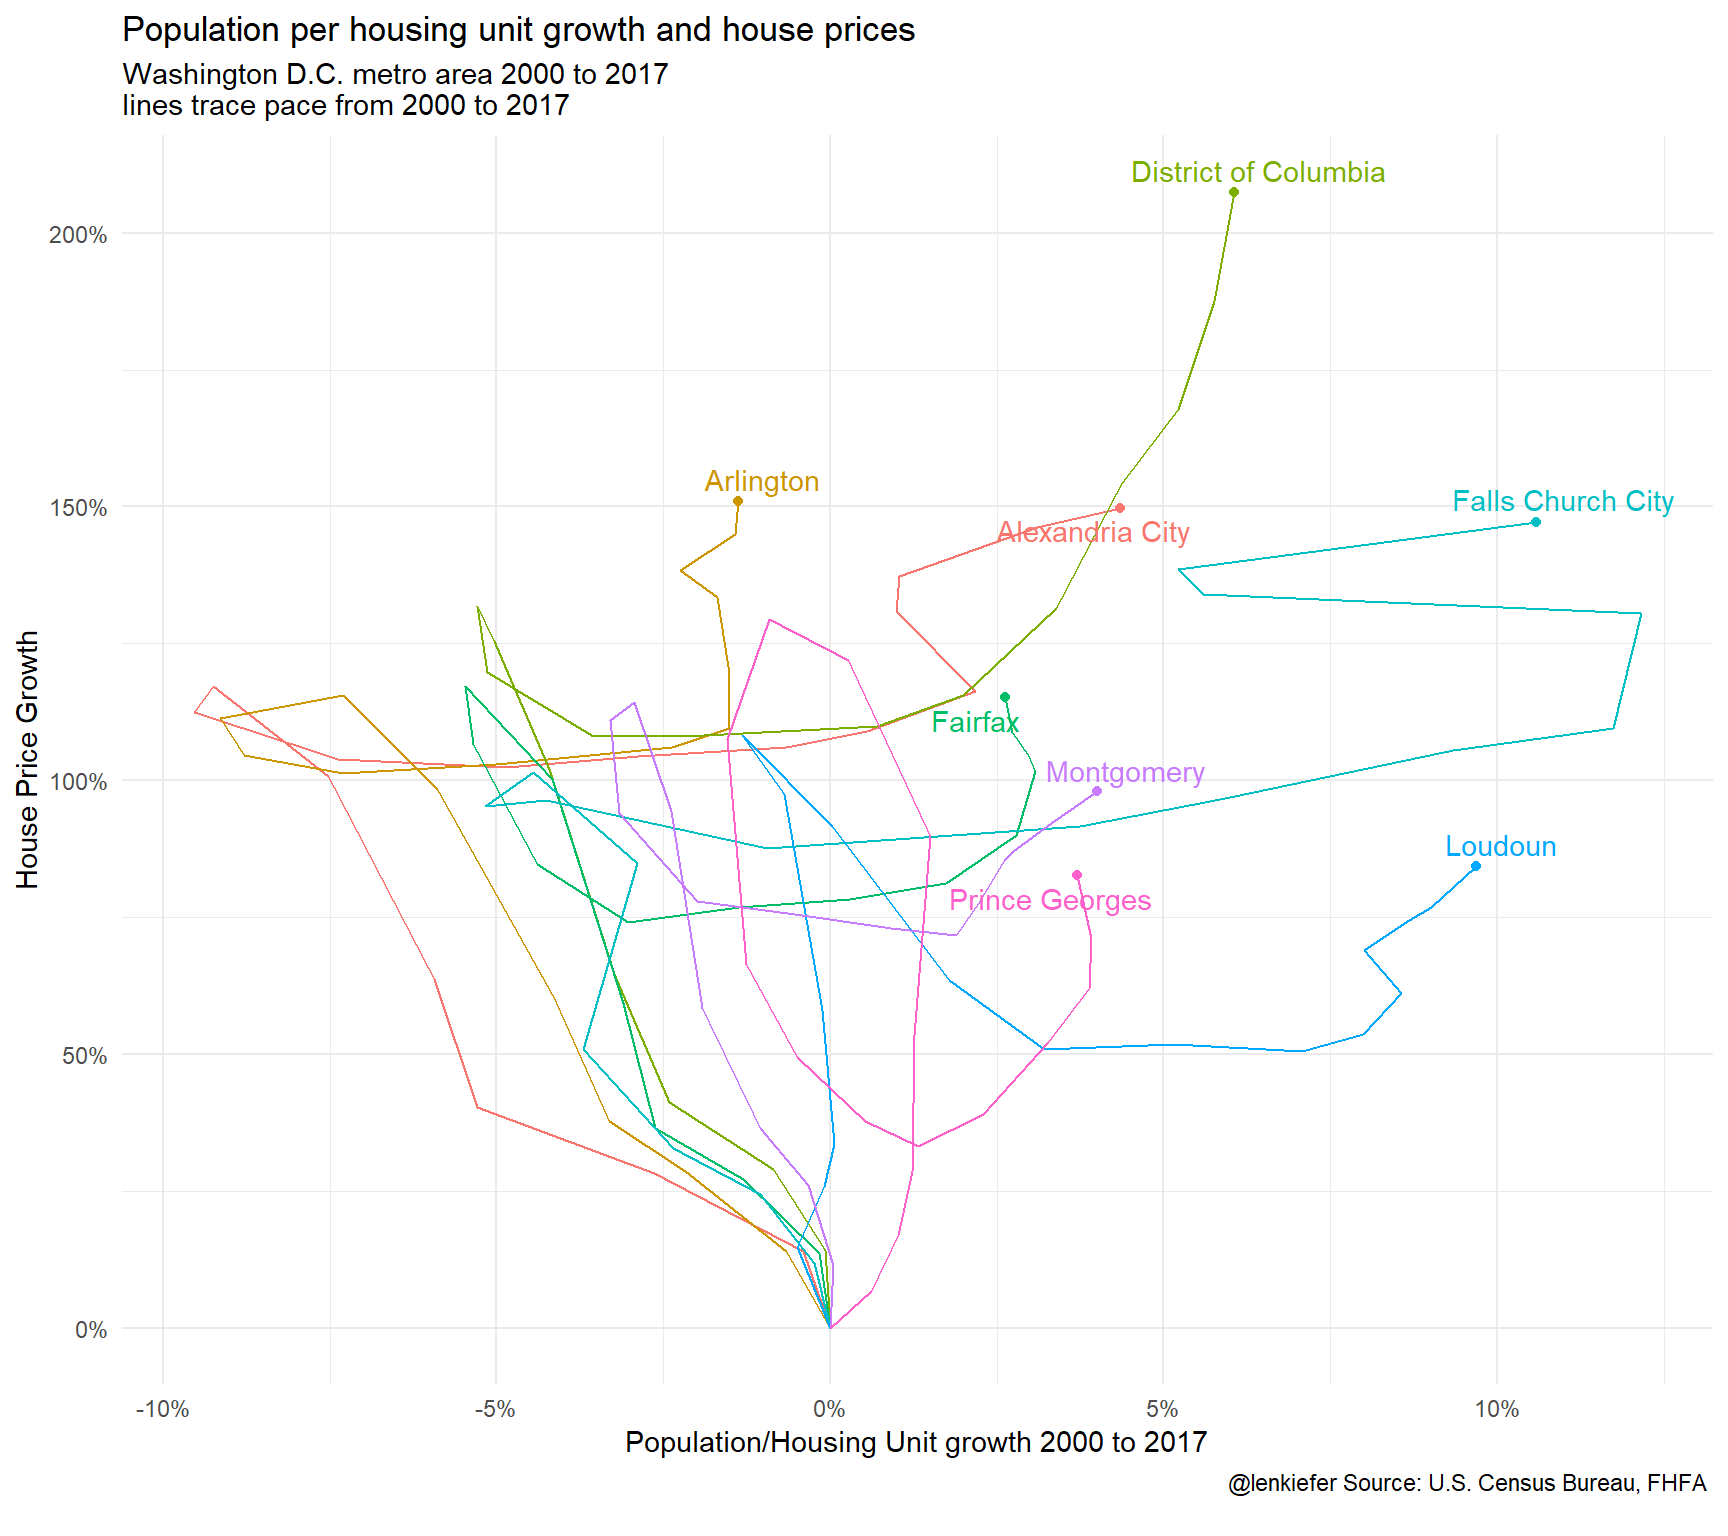 Population per housing unit growth and house prices
Washington D.C. metro area 2000 to 2017
lines trace pace from 2000 to 2017
District of Columbia
200%
Arlington
Falls Church City
150%
Alexandria City
Fairfax
Montgomery
100%
Loudoun
Prince Georges
50%
0%
House Price Growth
-10%
-5%
0%
5%
10%
Population/Housing Unit growth 2000 to 2017
@lenkiefer Source: U.S. Census Bureau, FHFA